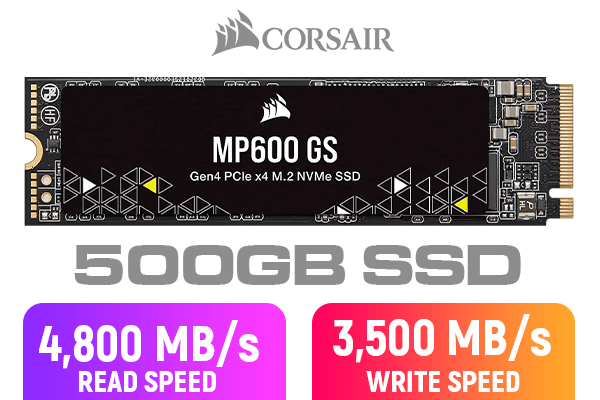 CORSAIR
MP600 GS
Gen4 PCIe x4 M.2 NVMe SSD
500GB SSD
4,800 MB/s
READ SPEED
3,500 MB/s
WRITE SPEED